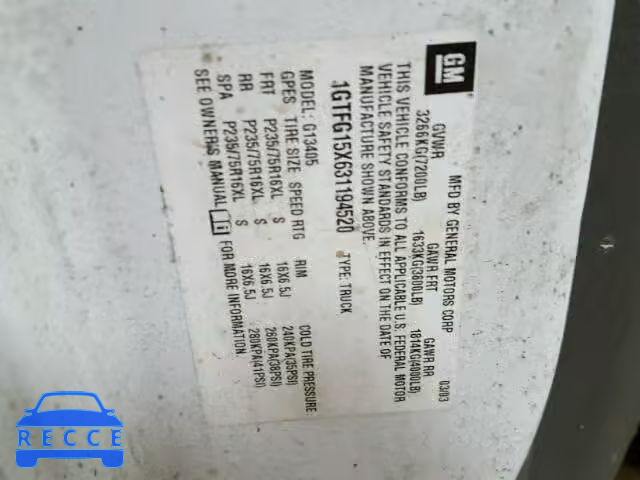 GM
MFD BY GENERAL MOTORS CORP 03/03
GVWR GAWR FRT GAWR RR
3266KG(7200LB) 1633KG(3600LB) 1814KG(4000LB)
THIS VEHICLE CONFORMS TO ALL APPLICABLE U.S. FEDERAL MOTOR
VEHICLE SAFETY STANDARDS IN EFFECT ON THE DATE OF
MANUFACTURE SHOWN ABOVE.
1GTFG15X631194520 TYPE: TRUCK
MODEL: G13405
GPES TIRE SIZE SPEED RTG RIM COLD TIRE PRESSURE:
FRT P235/75R16XL S 16X6.5J 240KPA(35PSI)
RR P235/75R16XL S 16X6.5J 260KPA(38PSI)
SPA P235/75R16XL S 16X6.5J 280KPA(41PSI)
SEE OWNERS MANUAL FOR MORE INFORMATION.
VIN.GURU